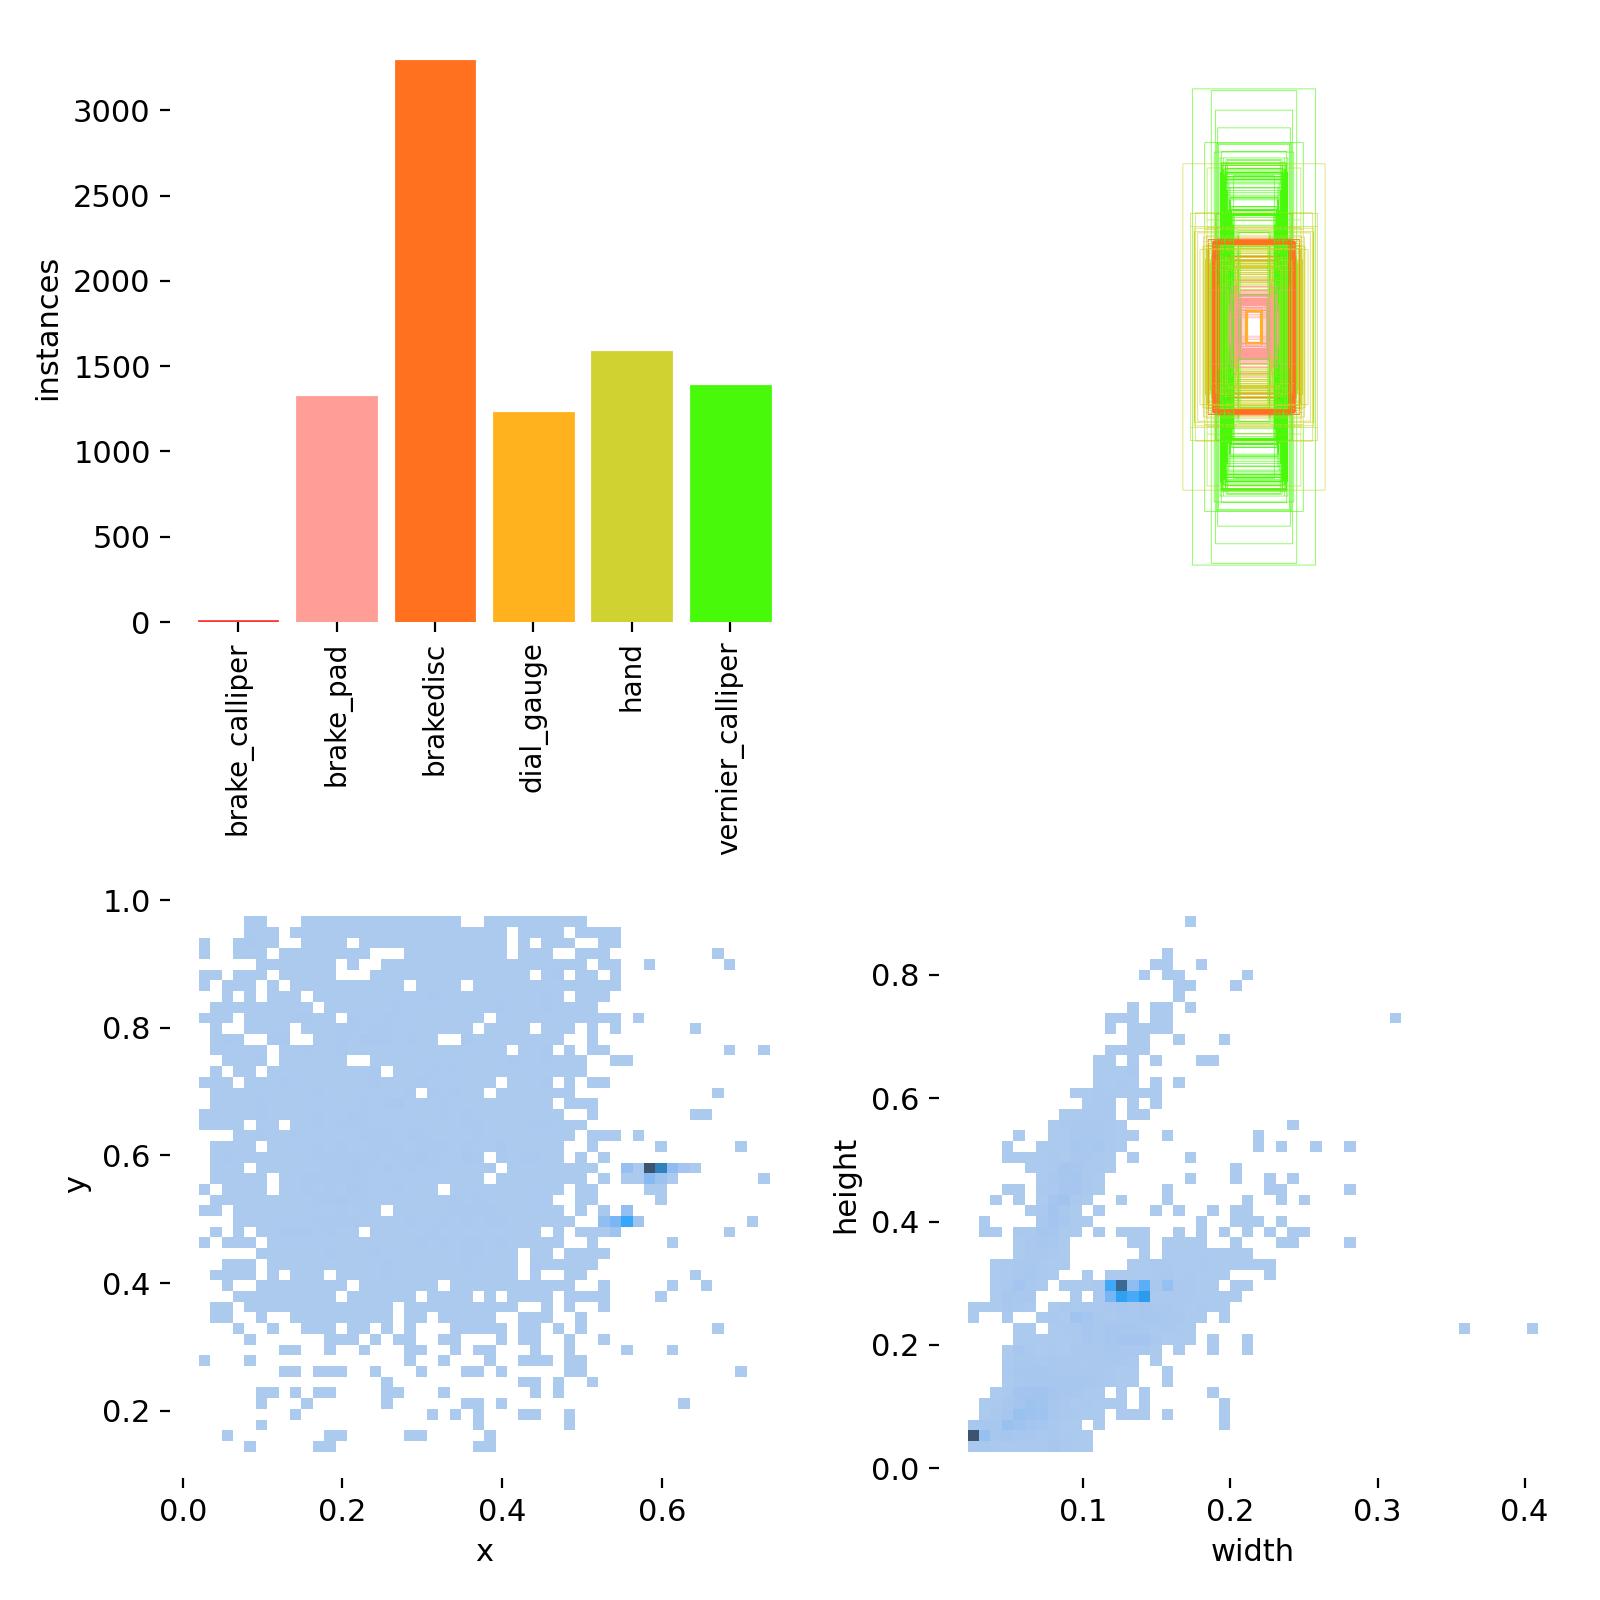 3000
2500
2000
1500
1000
500
0
instances
brake_calliper
brake_pad
brakedisc
dial_gauge
hand
vernier_calliper
1.0
0.8
0.6
0.4
0.2
y
0.0 0.2 0.4 0.6
x
0.8
0.6
0.4
0.2
0.0
height
0.1 0.2 0.3 0.4
width